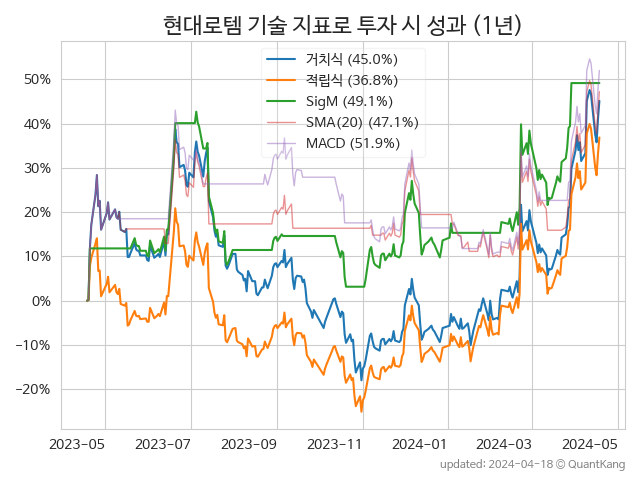 현대로템 기술 지표로 투자 시 성과 (1년)
거치식 (45.0%)
적립식 (36.8%)
SigM (49.1%)
SMA(20) (47.1%)
MACD (51.9%)
50%
40%
30%
20%
10%
0%
−10%
−20%
2023-05 2023-07 2023-09 2023-11 2024-01 2024-03 2024-05
updated: 2024-04-18 © QuantKang